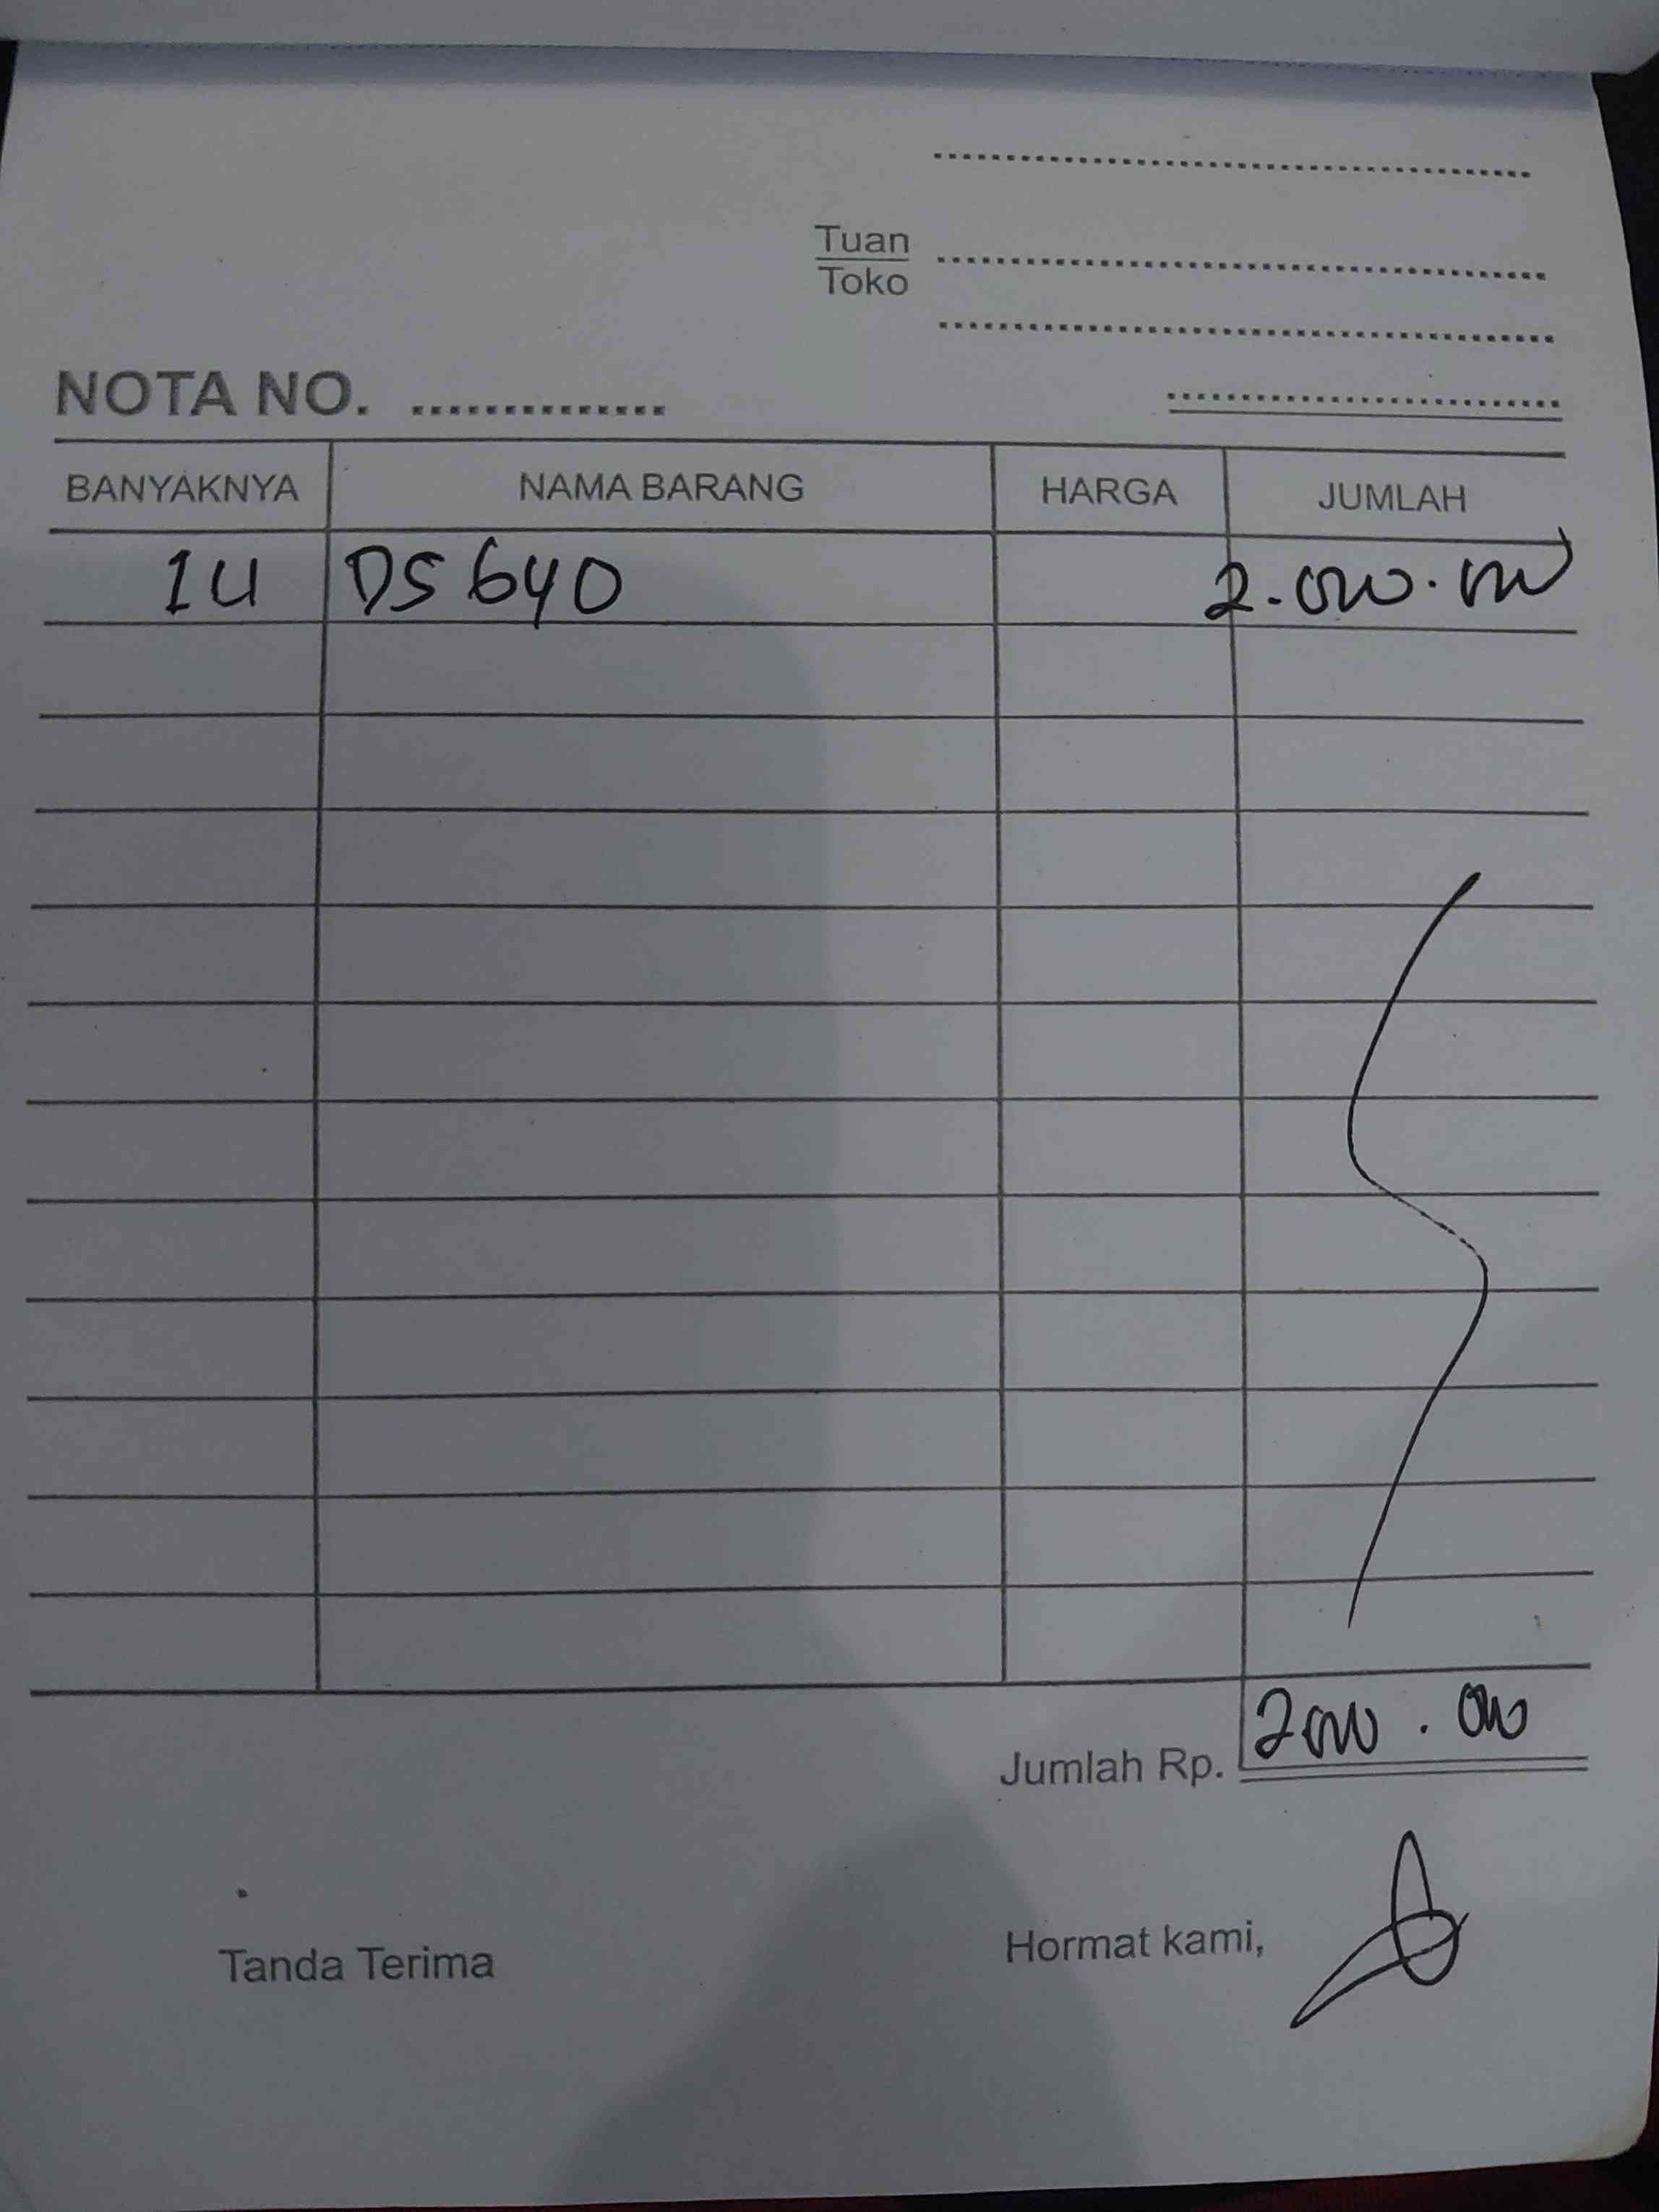 Tuan
Toko
NOTA NO. ..............
BANYAKNYA NAMA BARANG HARGA JUMLAH
1U DS 640 2.000.000
Jumlah Rp. 2000.000
Tanda Terima Hormat kami,